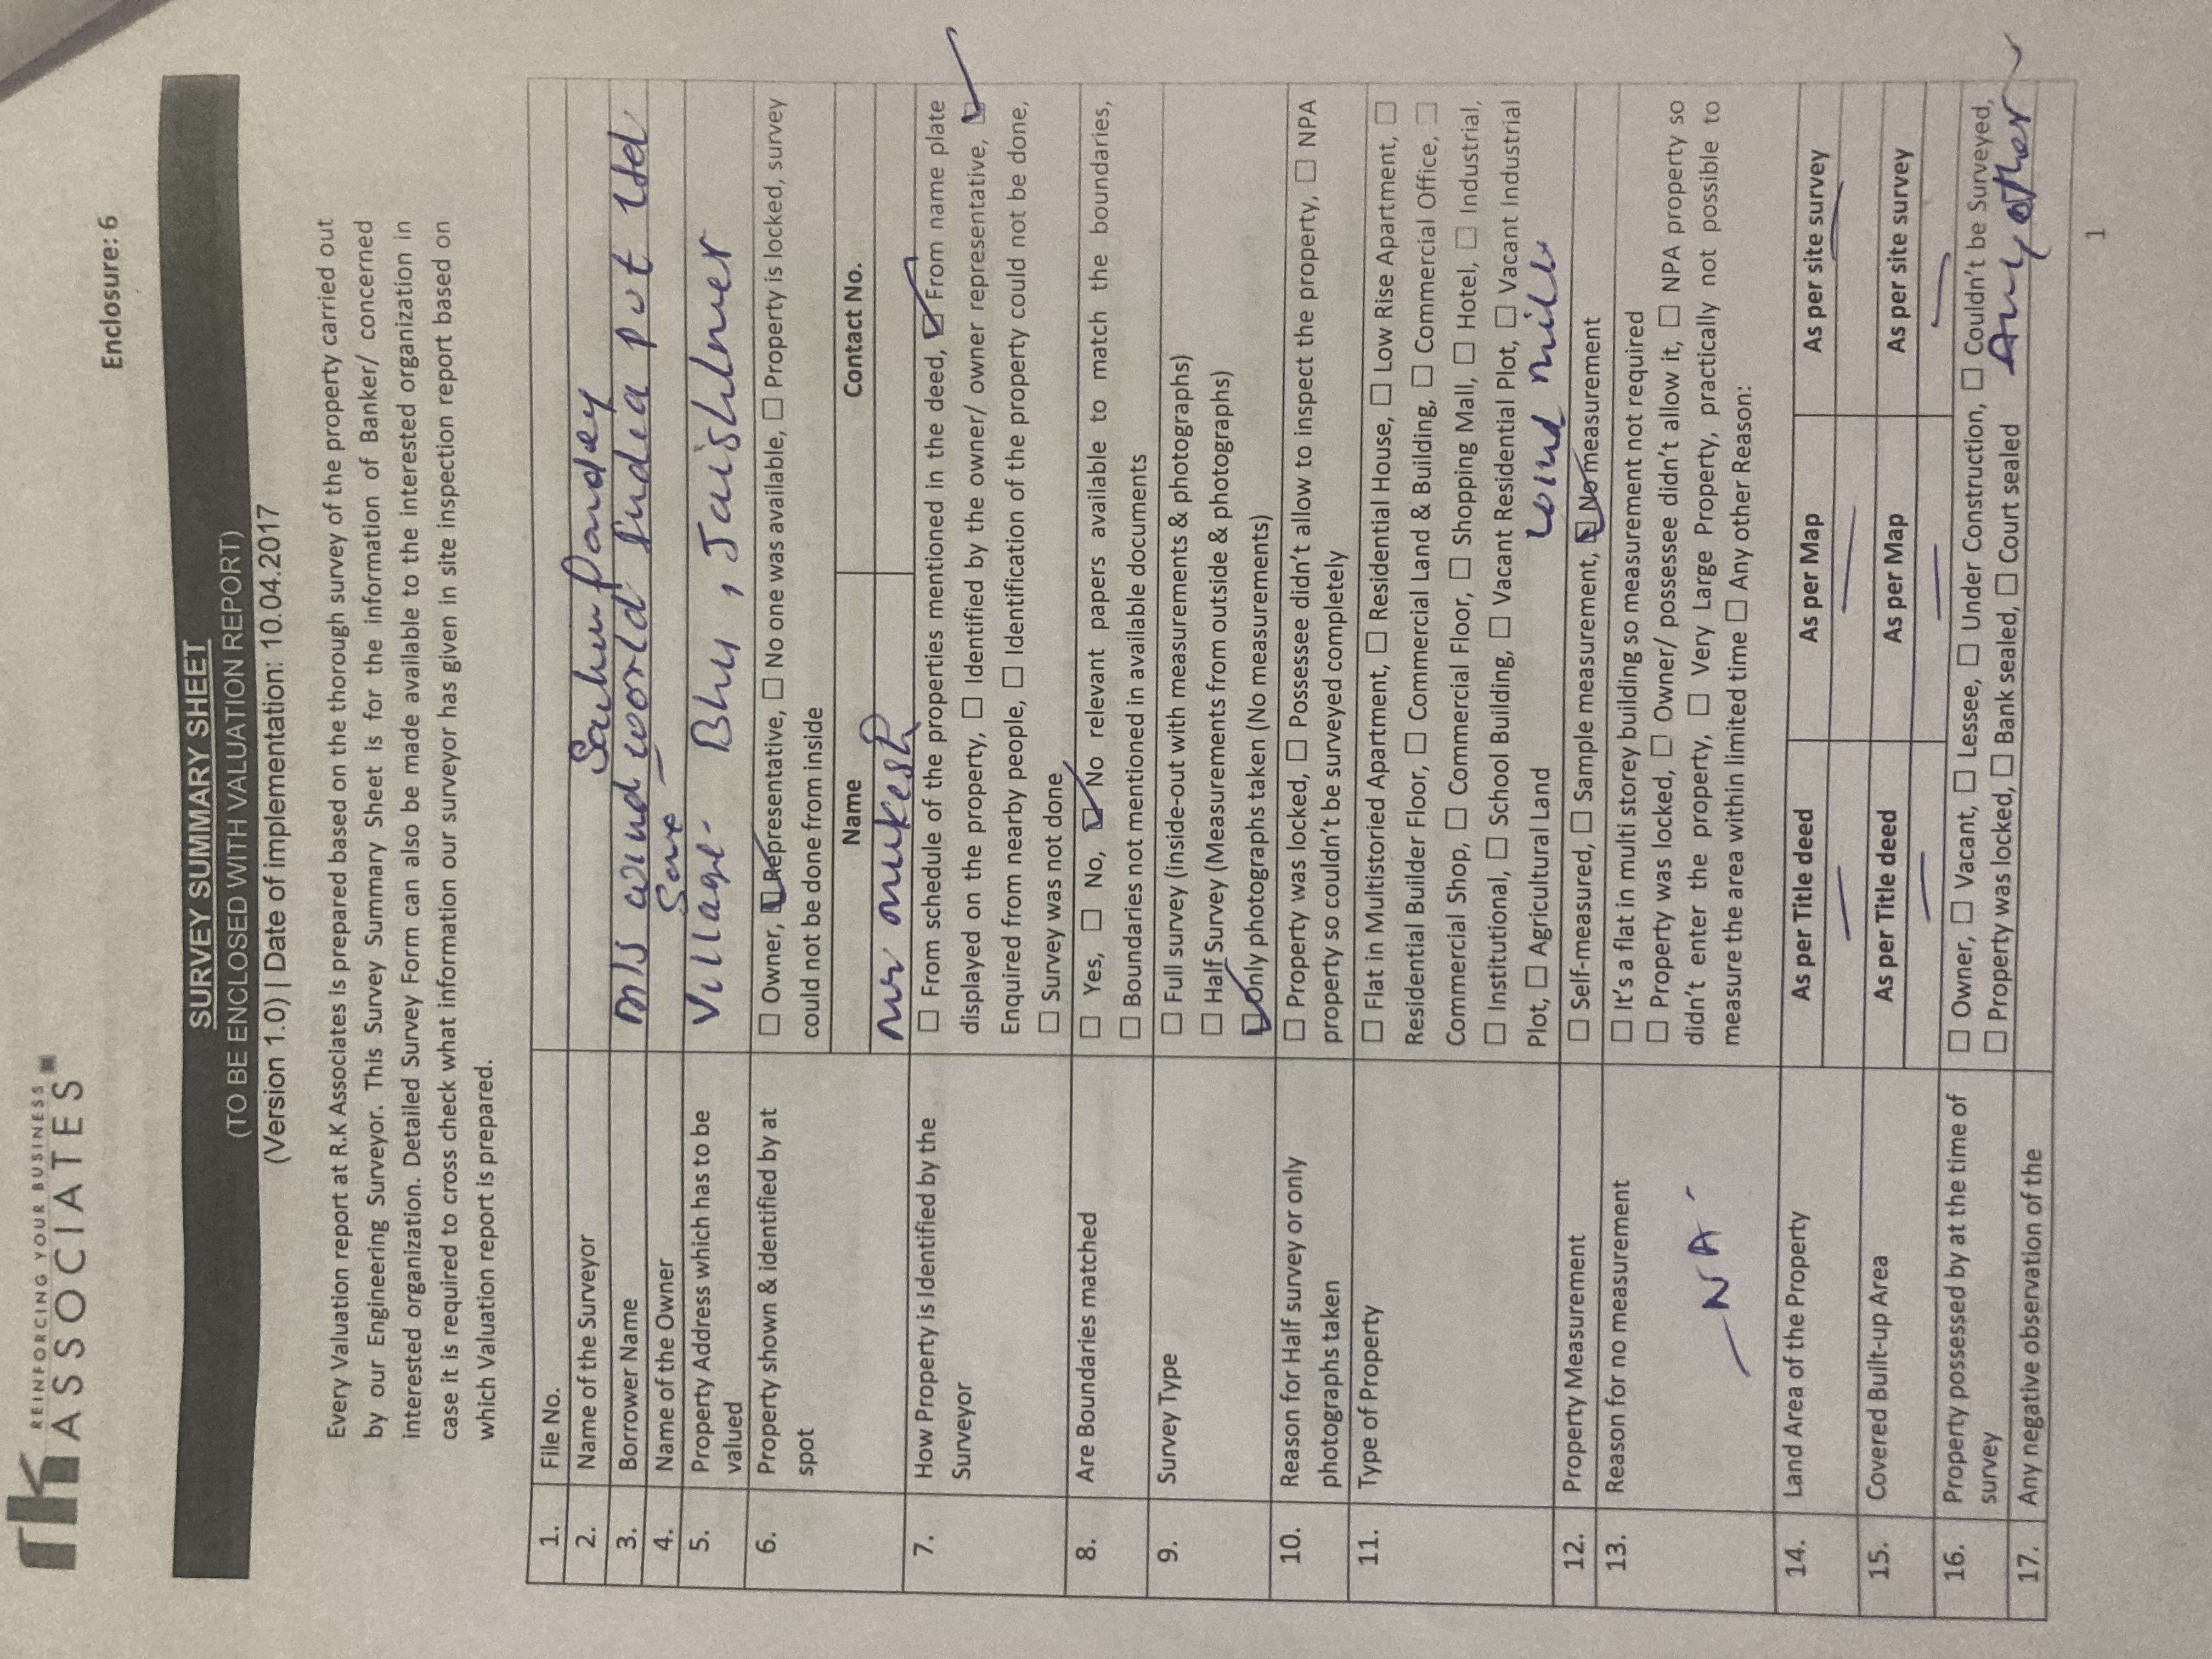 rk REINFORCING YOUR BUSINESS
ASSOCIATES
Enclosure: 6
SURVEY SUMMARY SHEET
(TO BE ENCLOSED WITH VALUATION REPORT)
(Version 1.0) | Date of implementation: 10.04.2017
Every Valuation report at R.K Associates is prepared based on the thorough survey of the property carried out
by our Engineering Surveyor. This Survey Summary Sheet is for the information of Banker/ concerned
interested organization. Detailed Survey Form can also be made available to the interested organization in
case it is required to cross check what information our surveyor has given in site inspection report based on
which Valuation report is prepared.
1. File No.
2. Name of the Surveyor Pandey
3. Borrower Name M/s wind world India pvt Ltd
4. Name of the Owner Same
5. Property Address which has to be valued Village - Bhu, Jaishlmer
6. Property shown & identified by at spot ☐ Owner, ☑ Representative, ☐ No one was available, ☐ Property is locked, survey
could not be done from inside
Name Contact No.
Mr mukesh
7. How Property is Identified by the Surveyor ☐ From schedule of the properties mentioned in the deed, ☑ From name plate
displayed on the property, ☐ Identified by the owner/ owner representative, ☑
Enquired from nearby people, ☐ Identification of the property could not be done,
☐ Survey was not done
8. Are Boundaries matched ☐ Yes, ☐ No, ☑ No relevant papers available to match the boundaries,
☐ Boundaries not mentioned in available documents
9. Survey Type ☐ Full survey (inside-out with measurements & photographs)
☐ Half Survey (Measurements from outside & photographs)
☑ Only photographs taken (No measurements)
10. Reason for Half survey or only photographs taken ☐ Property was locked, ☐ Possessee didn't allow to inspect the property, ☐ NPA
property so couldn't be surveyed completely
11. Type of Property ☐ Flat in Multistoried Apartment, ☐ Residential House, ☐ Low Rise Apartment, ☐
Residential Builder Floor, ☐ Commercial Land & Building, ☐ Commercial Office, ☐
Commercial Shop, ☐ Commercial Floor, ☐ Shopping Mall, ☐ Hotel, ☐ Industrial,
☐ Institutional, ☐ School Building, ☐ Vacant Residential Plot, ☐ Vacant Industrial
Plot, ☐ Agricultural Land wind mill
12. Property Measurement ☐ Self-measured, ☐ Sample measurement, ☑ No measurement
13. Reason for no measurement ☐ It's a flat in multi storey building so measurement not required
☐ Property was locked, ☐ Owner/ possessee didn't allow it, ☐ NPA property so
didn't enter the property, ☐ Very Large Property, practically not possible to
measure the area within limited time ☐ Any other Reason:
- NA -
14. Land Area of the Property As per Title deed As per Map As per site survey
— — —
15. Covered Built-up Area As per Title deed As per Map As per site survey
— — —
16. Property possessed by at the time of survey ☐ Owner, ☐ Vacant, ☐ Lessee, ☐ Under Construction, ☐ Couldn't be Surveyed,
☐ Property was locked, ☐ Bank sealed, ☐ Court sealed Any other
17. Any negative observation of the
1